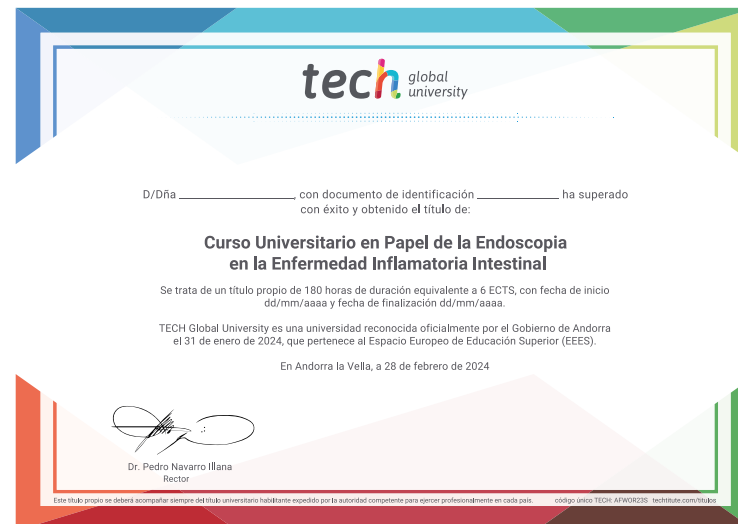 tech global university
D/Dña ____________________, con documento de identificación ______________ ha superado
con éxito y obtenido el título de:
Curso Universitario en Papel de la Endoscopia
en la Enfermedad Inflamatoria Intestinal
Se trata de un título propio de 180 horas de duración equivalente a 6 ECTS, con fecha de inicio
dd/mm/aaaa y fecha de finalización dd/mm/aaaa.
TECH Global University es una universidad reconocida oficialmente por el Gobierno de Andorra
el 31 de enero de 2024, que pertenece al Espacio Europeo de Educación Superior (EEES).
En Andorra la Vella, a 28 de febrero de 2024
Dr. Pedro Navarro Illana
Rector
Este título propio se deberá acompañar siempre del título universitario habilitante expedido por la autoridad competente para ejercer profesionalmente en cada país. código único TECH: AFWOR23S techtitute.com/titulos